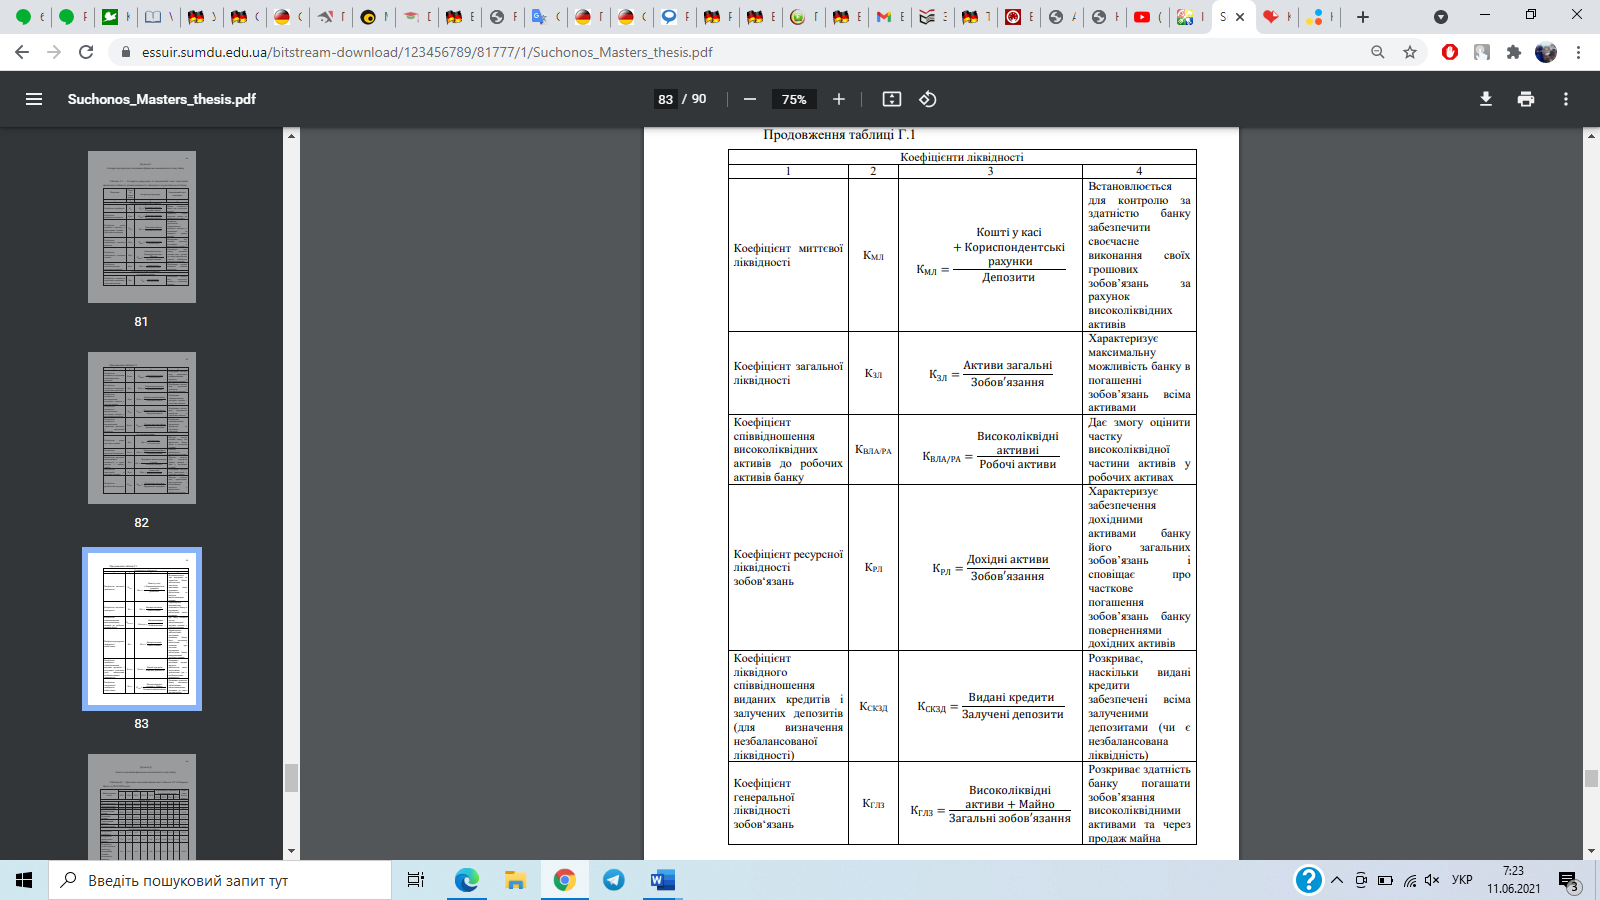 essuir.sumdu.edu.ua/bitstream-download/123456789/81777/1/Suchonos_Masters_thesis.pdf
Suchonos_Masters_thesis.pdf
83 / 90
75%
81
82
83
Продовження таблиці Г.1
Коефіцієнти ліквідності
1 2 3 4
Коефіцієнт миттєвої
ліквідності
КМЛ
Кошті у касі
+ Кориспондентські
рахунки
КМЛ =
Депозити
Встановлюється
для контролю за
здатністю банку
забезпечити
своєчасне
виконання своїх
грошових
зобов’язань за
рахунок
високоліквідних
активів
Коефіцієнт загальної
ліквідності
КЗЛ
КЗЛ =
Активи загальні
Зобов′язання
Характеризує
максимальну
можливість банку в
погашенні
зобов’язань всіма
активами
Коефіцієнт
співвідношення
високоліквідних
активів до робочих
активів банку
КВЛА/РА
Високоліквідні
активиі
КВЛА/РА =
Робочі активи
Дає змогу оцінити
частку
високоліквідної
частини активів у
робочих активах
Коефіцієнт ресурсної
ліквідності
зобов‘язань
КРЛ
КРЛ =
Дохідні активи
Зобов′язання
Характеризує
забезпечення
дохідними
активами банку
його загальних
зобов’язань і
сповіщає про
часткове
погашення
зобов’язань банку
поверненнями
дохідних активів
Коефіцієнт
ліквідного
співвідношення
виданих кредитів і
залучених депозитів
(для визначення
незбалансованої
ліквідності)
КСКЗД
КСКЗД =
Видані кредити
Залучені депозити
Розкриває,
наскільки видані
кредити
забезпечені всіма
залученими
депозитами (чи є
незбалансована
ліквідність)
Коефіцієнт
генеральної
ліквідності
зобов‘язань
КГЛЗ
Високоліквідні
активи + Майно
КГЛЗ =
Загальні зобов′язання
Розкриває здатність
банку погашати
зобов’язання
високоліквідними
активами та через
продаж майна
Введіть пошуковий запит тут
УКР
7:23
11.06.2021
3